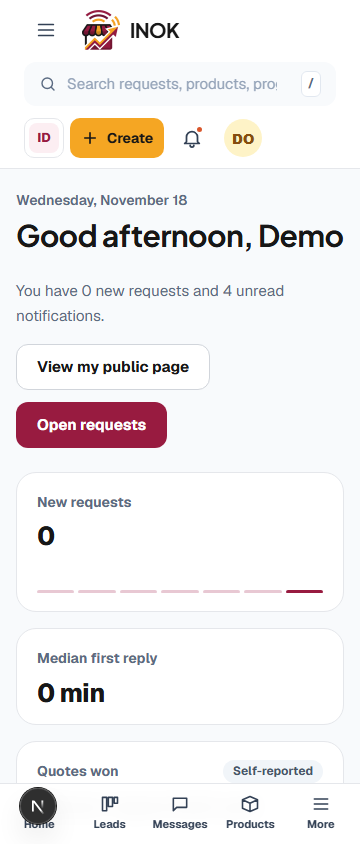 INOK
Search requests, products, pro
/
ID
Create
DO
Wednesday, November 18
Good afternoon, Demo
You have 0 new requests and 4 unread
notifications.
View my public page
Open requests
New requests
0
Median first reply
0 min
Quotes won
Self-reported
N
Home
Leads
Messages
Products
More